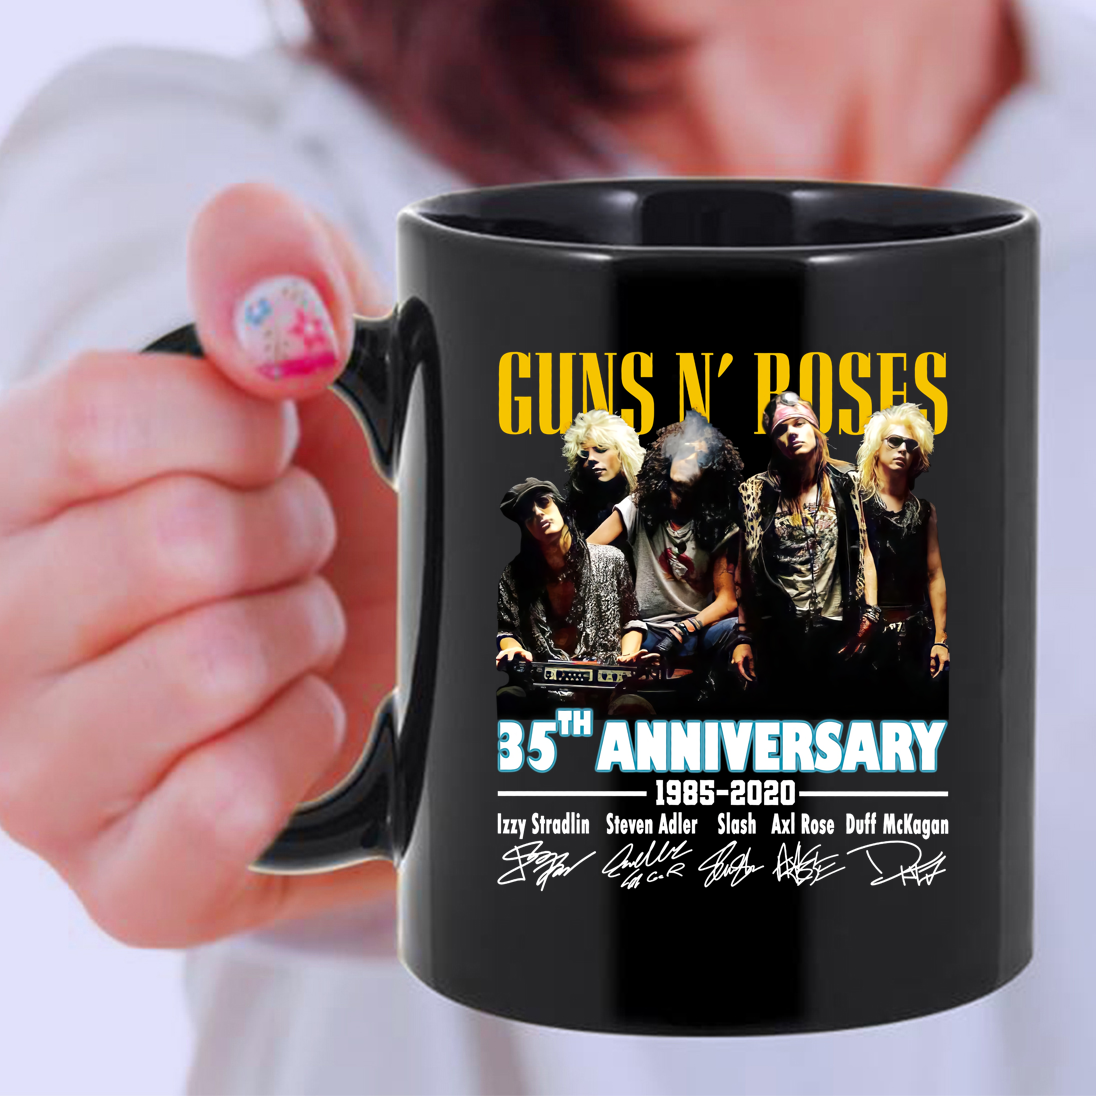 GUNS N' ROSES
35TH ANNIVERSARY
1985-2020
Izzy Stradlin Steven Adler Slash Axl Rose Duff McKagan